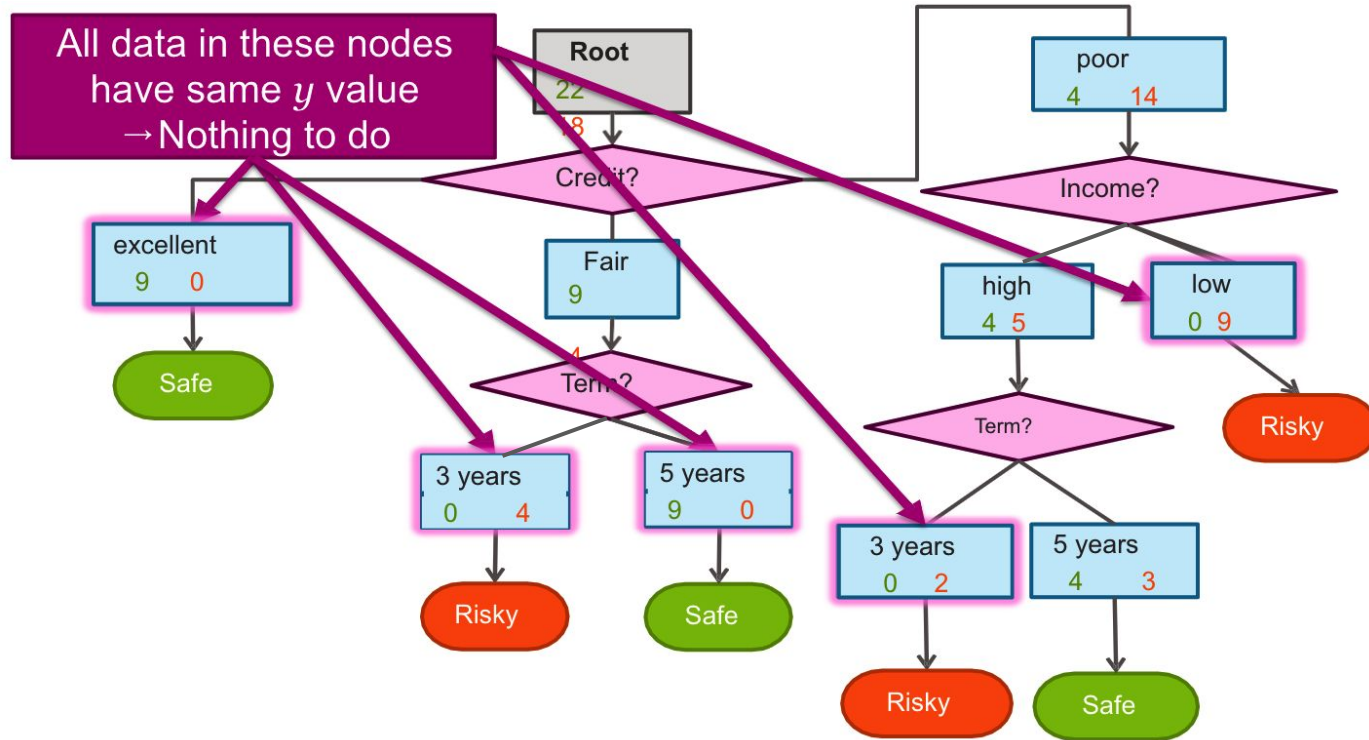 All data in these nodes
have same y value
→Nothing to do
Root
22
18
Credit?
poor
4 14
Income?
excellent
9 0
Safe
Fair
9
4
Term?
3 years
0 4
Risky
5 years
9 0
Safe
high
4 5
low
0 9
Risky
Term?
3 years
0 2
Risky
5 years
4 3
Safe